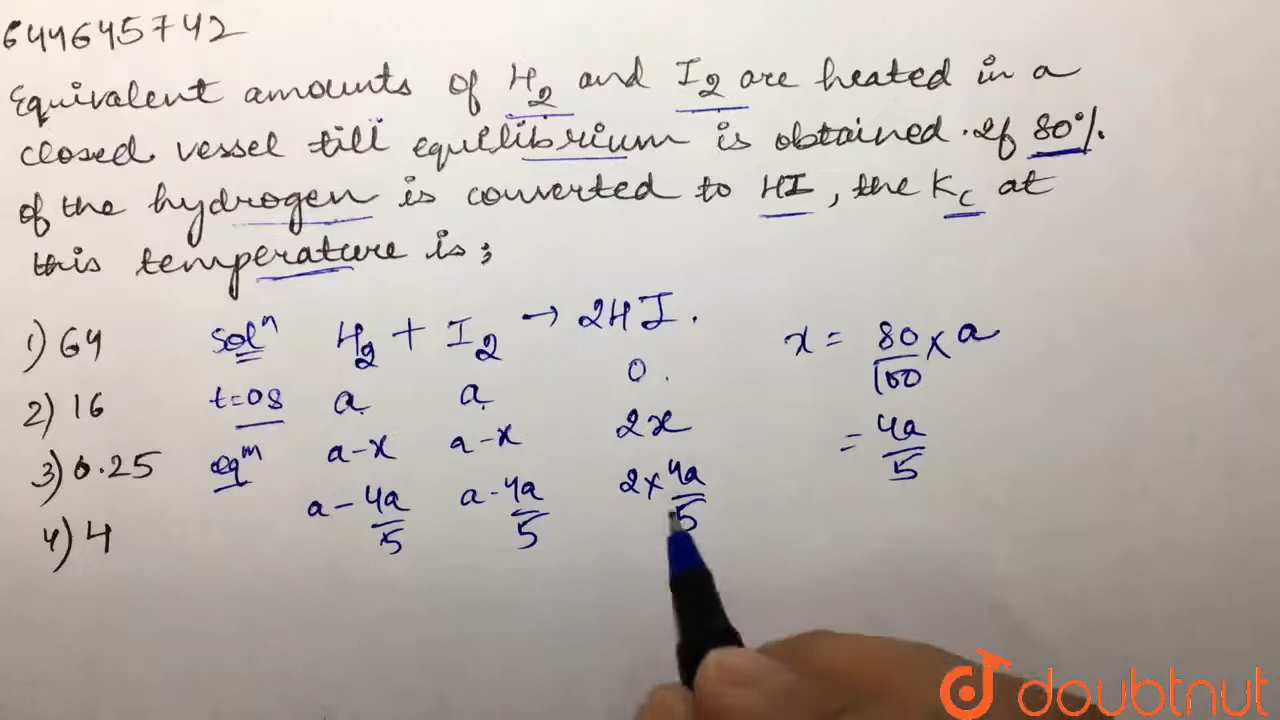 644645742
Equivalent amounts of H2 and I2 are heated in a
closed vessel till equilibrium is obtained. If 80%
of the hydrogen is converted to HI, the Kc at
this temperature is;
1) 64
2) 16
3) 0.25
4) 4
Solⁿ H2 + I2 → 2HI.
t=0s a a 0.
eqᵐ a-x a-x 2x
a - 4a/5 a - 4a/5 2×4a/5
x = 80/100 × a
= 4a/5
doubtnut